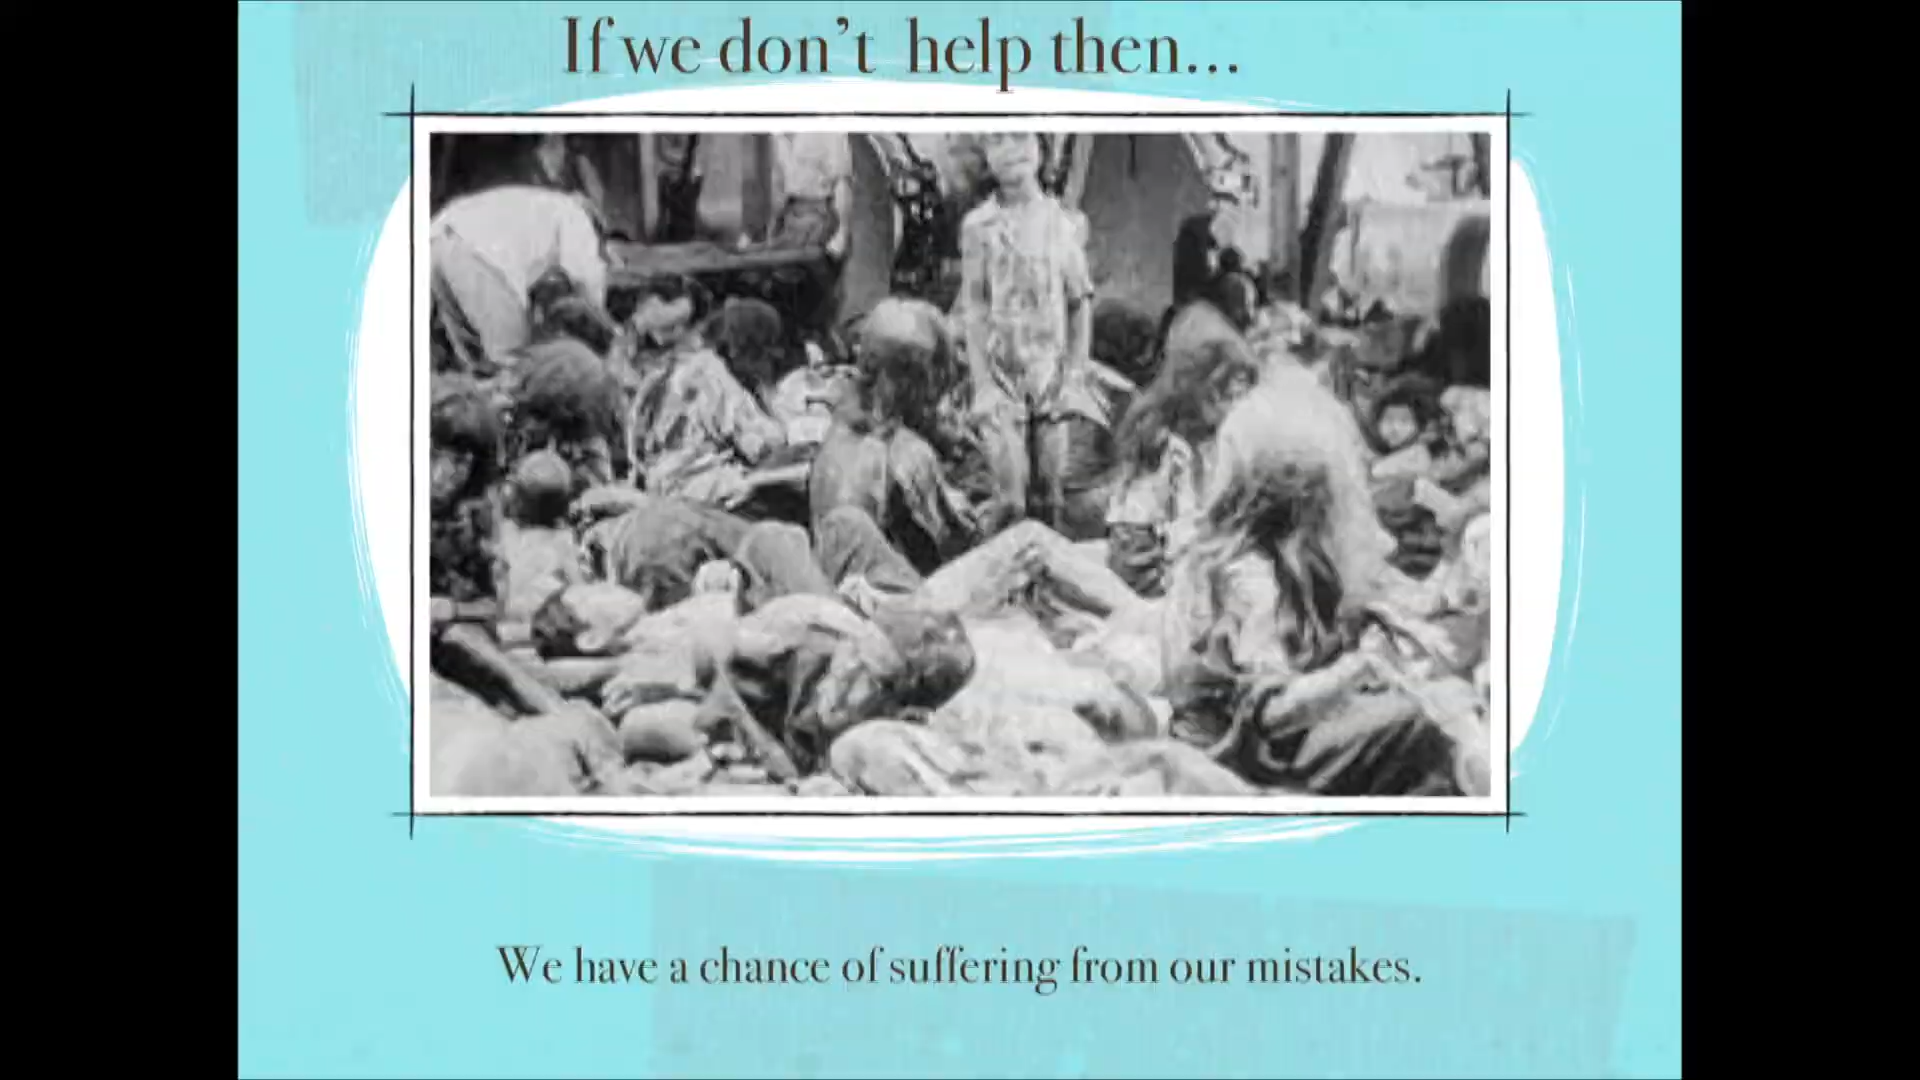 If we don’t help then...
We have a chance of suffering from our mistakes.